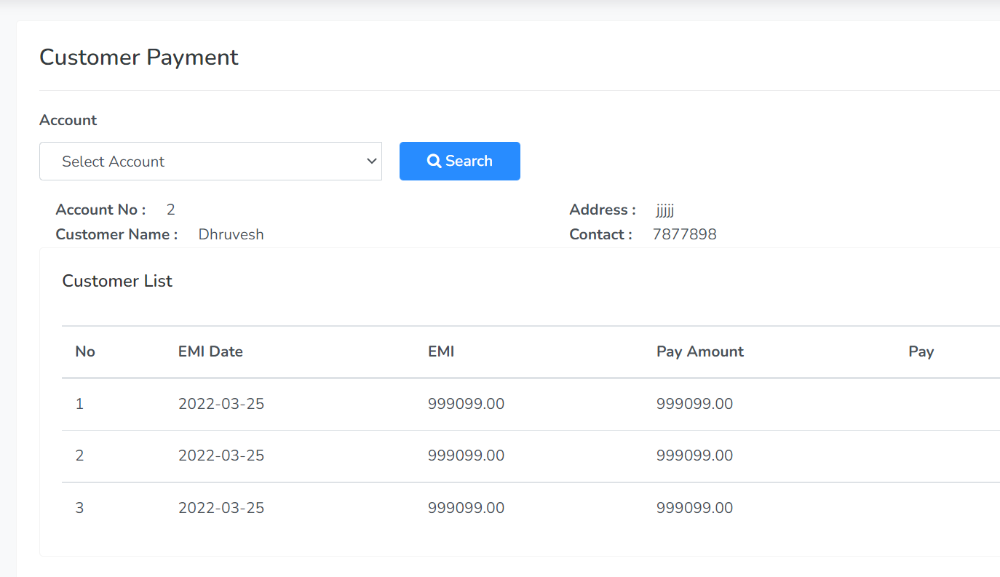 Customer Payment
Account
Select Account Search
Account No : 2 Address : jjjjj
Customer Name : Dhruvesh Contact : 7877898
Customer List
No EMI Date EMI Pay Amount Pay
1 2022-03-25 999099.00 999099.00
2 2022-03-25 999099.00 999099.00
3 2022-03-25 999099.00 999099.00